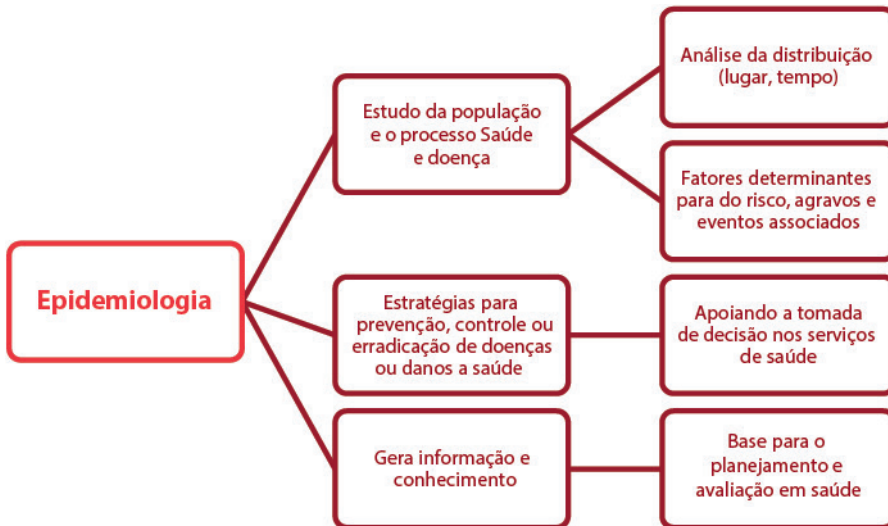 Epidemiologia
Estudo da população
e o processo Saúde
e doença
Análise da distribuição
(lugar, tempo)
Fatores determinantes
para do risco, agravos e
eventos associados
Estratégias para
prevenção, controle ou
erradicação de doenças
ou danos a saúde
Apoiando a tomada
de decisão nos serviços
de saúde
Gera informação e
conhecimento
Base para o
planejamento e
avaliação em saúde